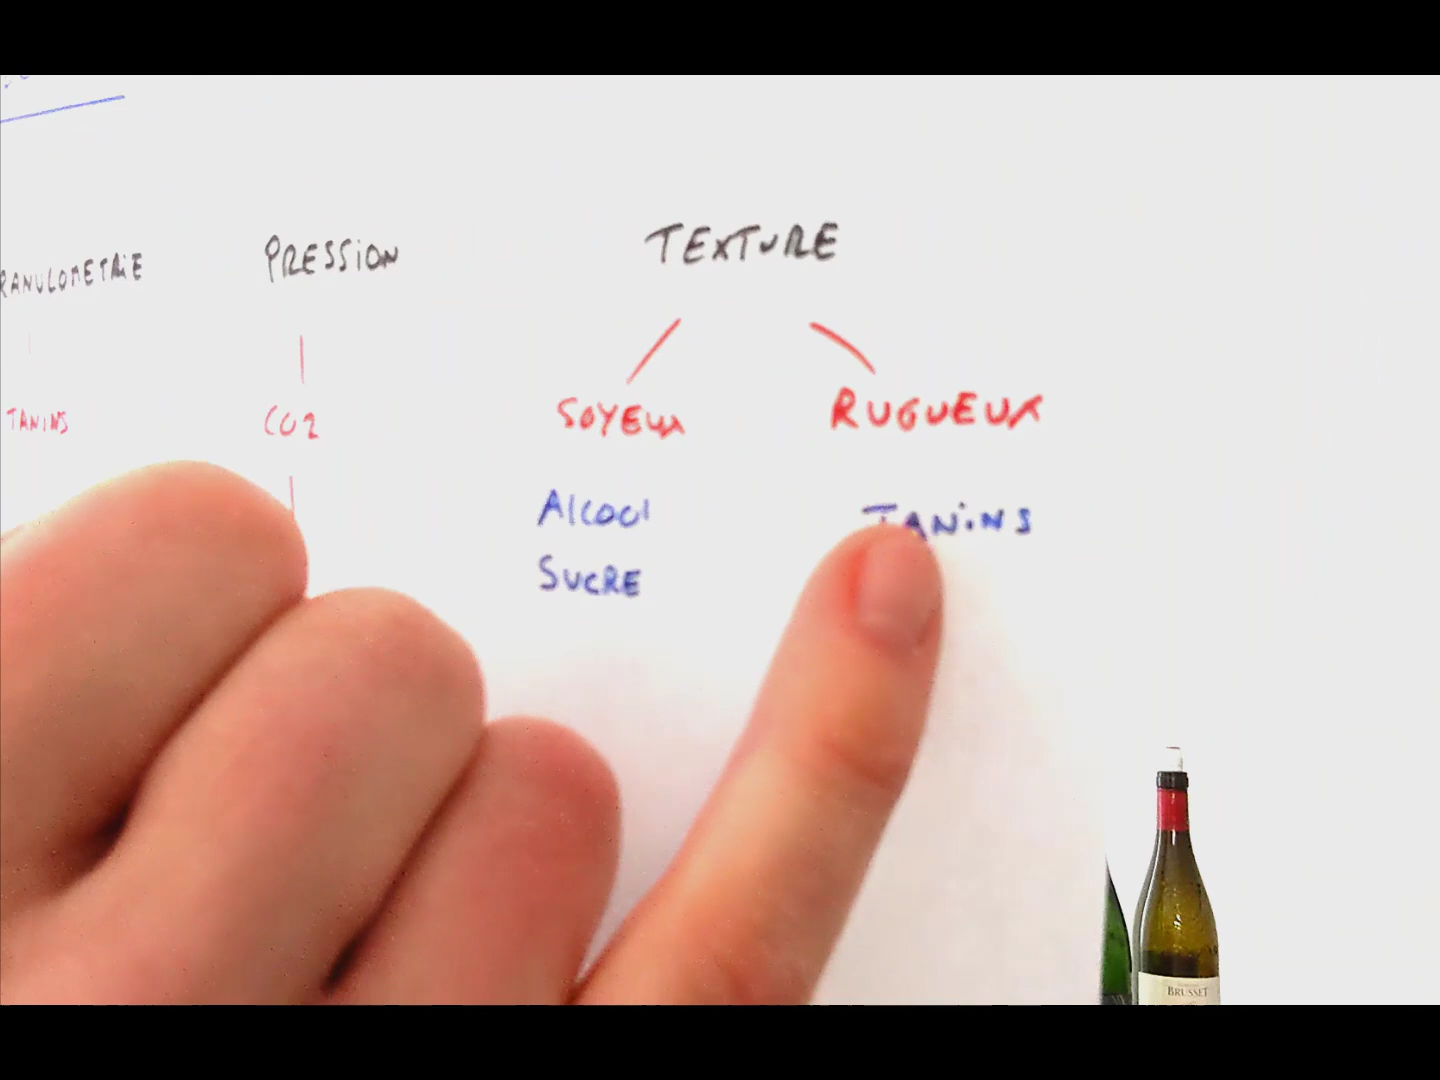 RANULOMETRIE
PRESSION
TEXTURE
TANINS
CO2
SOYEUX
RUGUEUX
Alcool
TANINS
SUCRE
BRUSSET